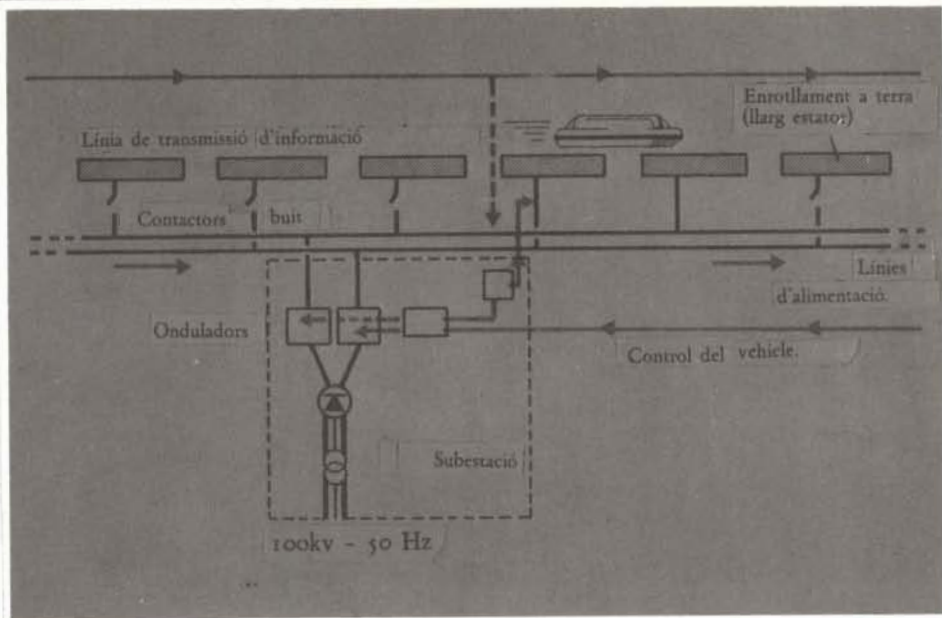 Enrotllament a terra
(llarg estator)
Línia de transmissió d'informàció
Contactors buit
Línies
d'alimentació.
Onduladors
Control del vehicle.
Subestació
100kv - 50 Hz